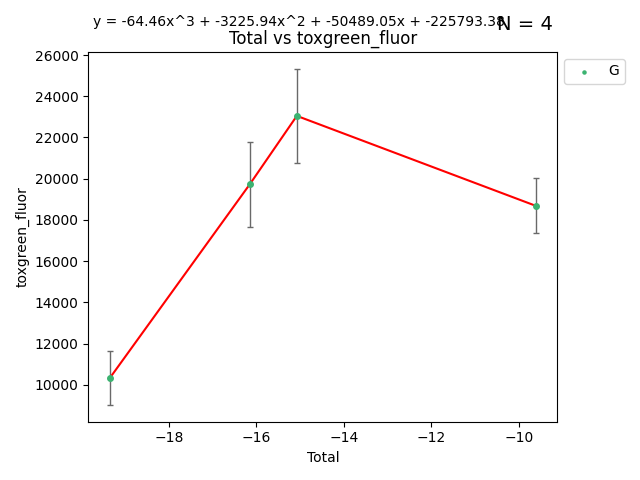 y = -64.46x^3 + -3225.94x^2 + -50489.05x + -225793.38
N = 4
Total vs toxgreen_fluor
26000
24000
22000
20000
18000
16000
14000
12000
10000
toxgreen_fluor
−18
−16
−14
−12
−10
Total
G